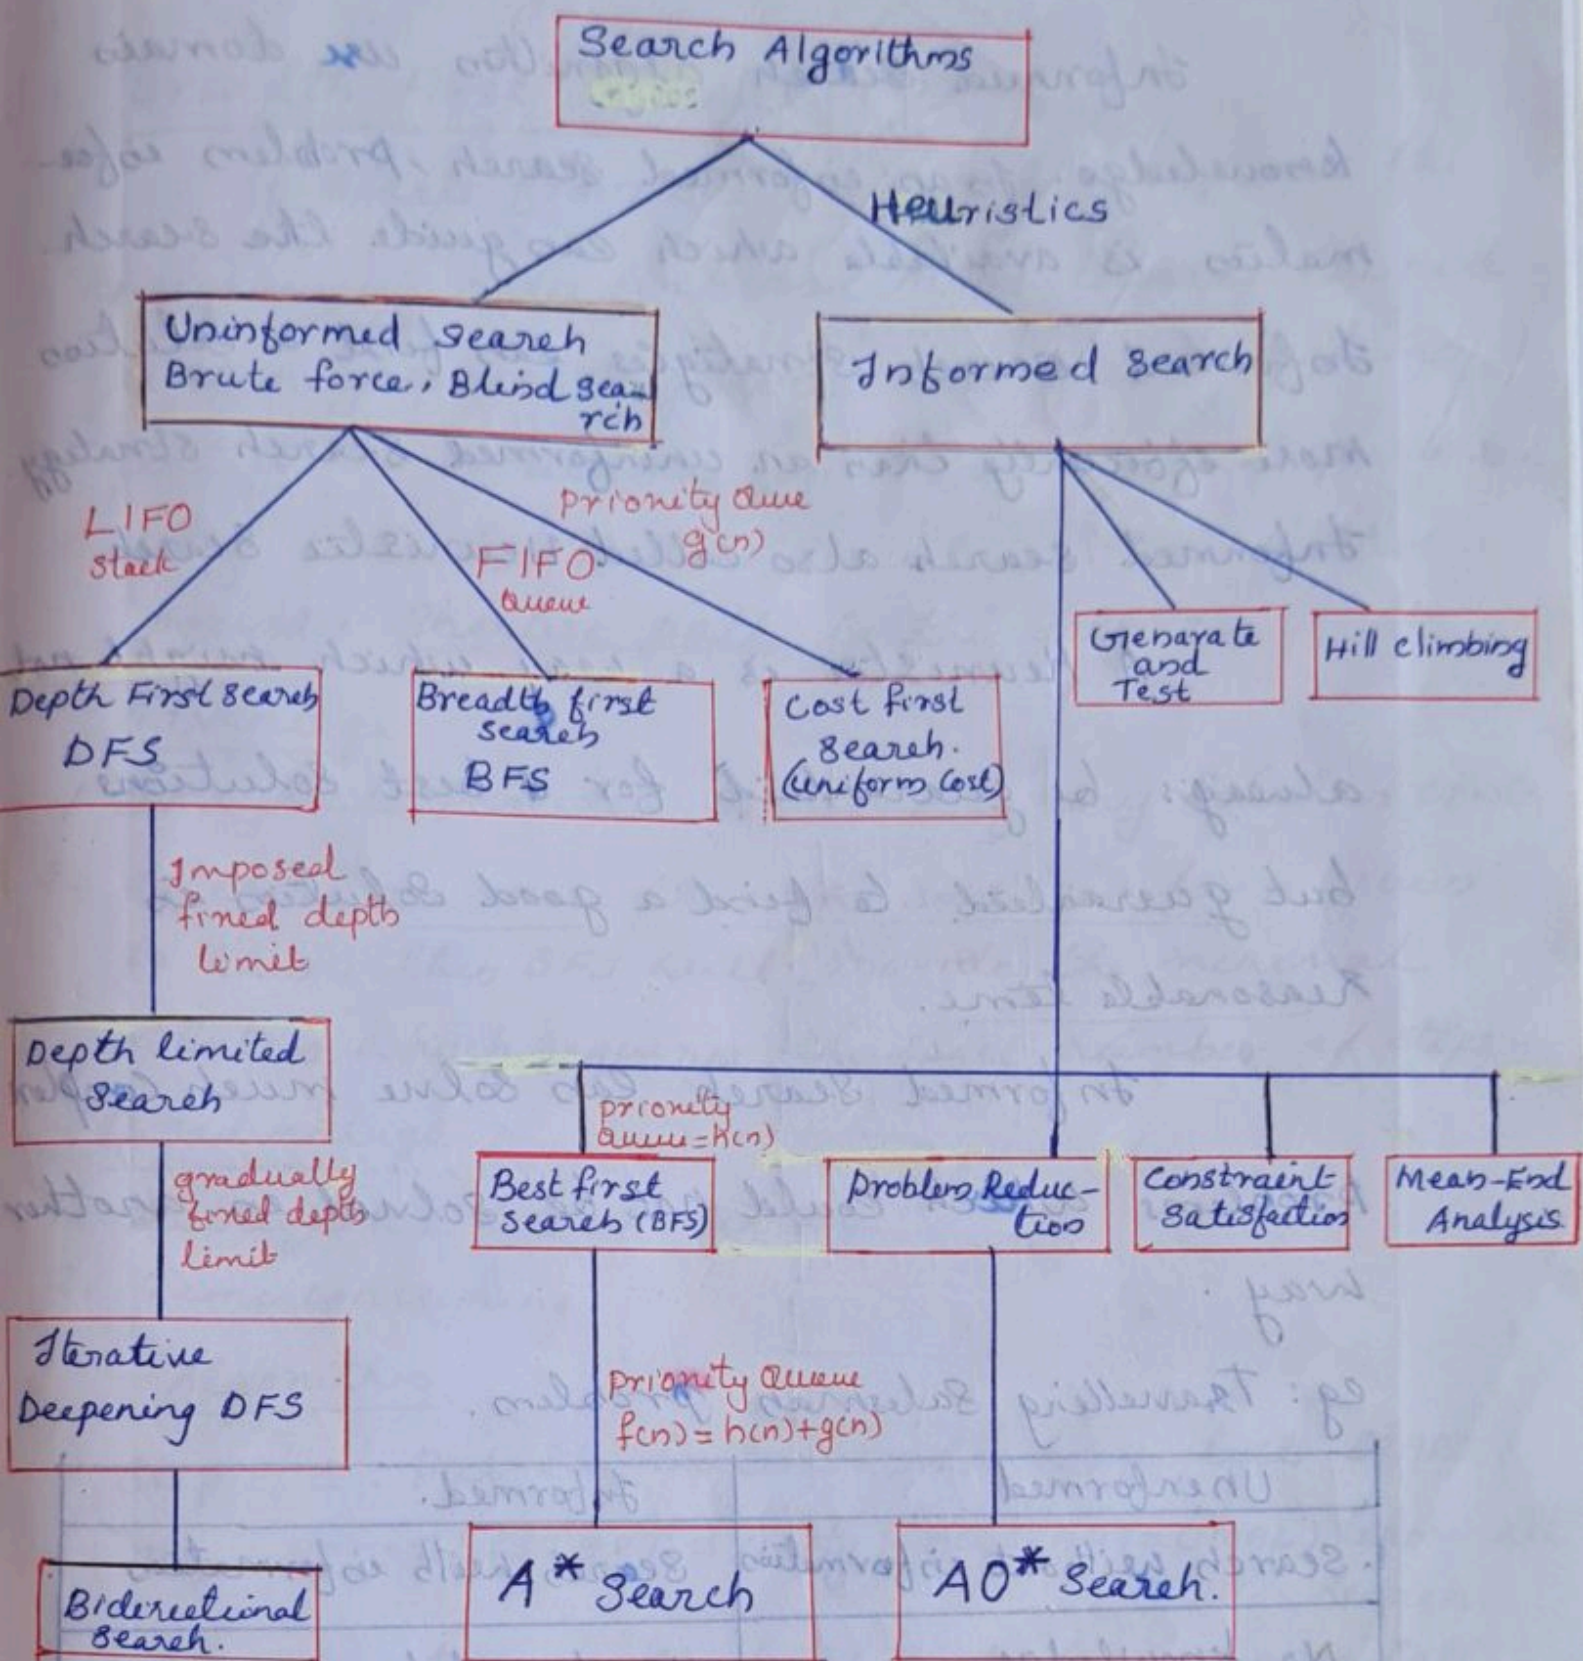 Search Algorithms
Heuristics
Uninformed search
Brute force, Blind sea-
rch
Informed search
LIFO
stack
FIFO
Queue
priority Queue
g(n)
Genarate
and
Test
Hill climbing
Depth First search
DFS
Breadth first
search
BFS
Cost first
search.
(Uniform Cost)
Imposed
fixed depth
limit
Depth limited
search
gradually
fixed depth
limit
priority
Queue=h(n)
Best first
search (BFS)
problem Reduc-
tion
Constraint
satisfaction
Mean-End
Analysis
Iterative
Deepening DFS
priority Queue
f(n)=h(n)+g(n)
Bidirectional
search.
A* search
AO* search.